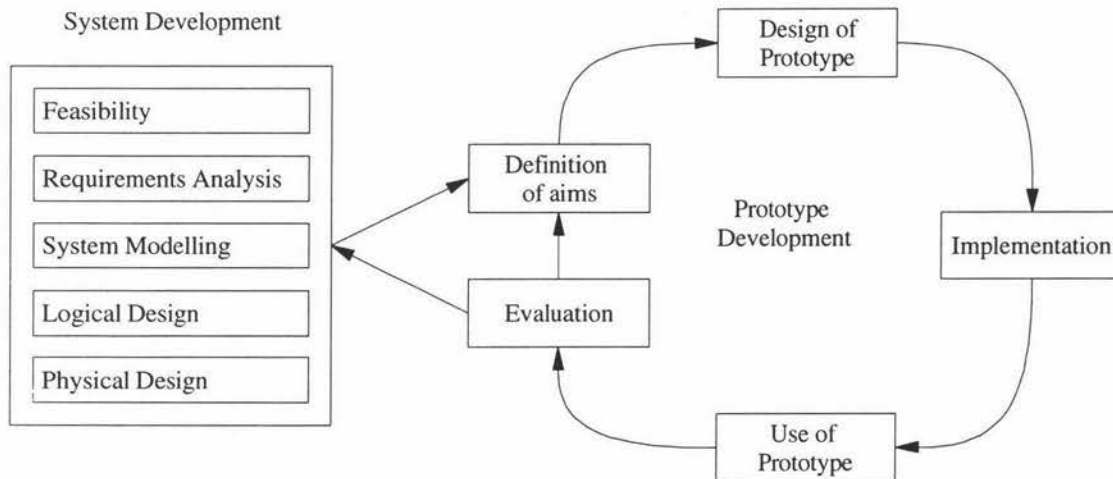 System Development
Feasibility
Requirements Analysis
System Modelling
Logical Design
Physical Design
Design of
Prototype
Definition
of aims
Prototype
Development
Implementation
Evaluation
Use of
Prototype